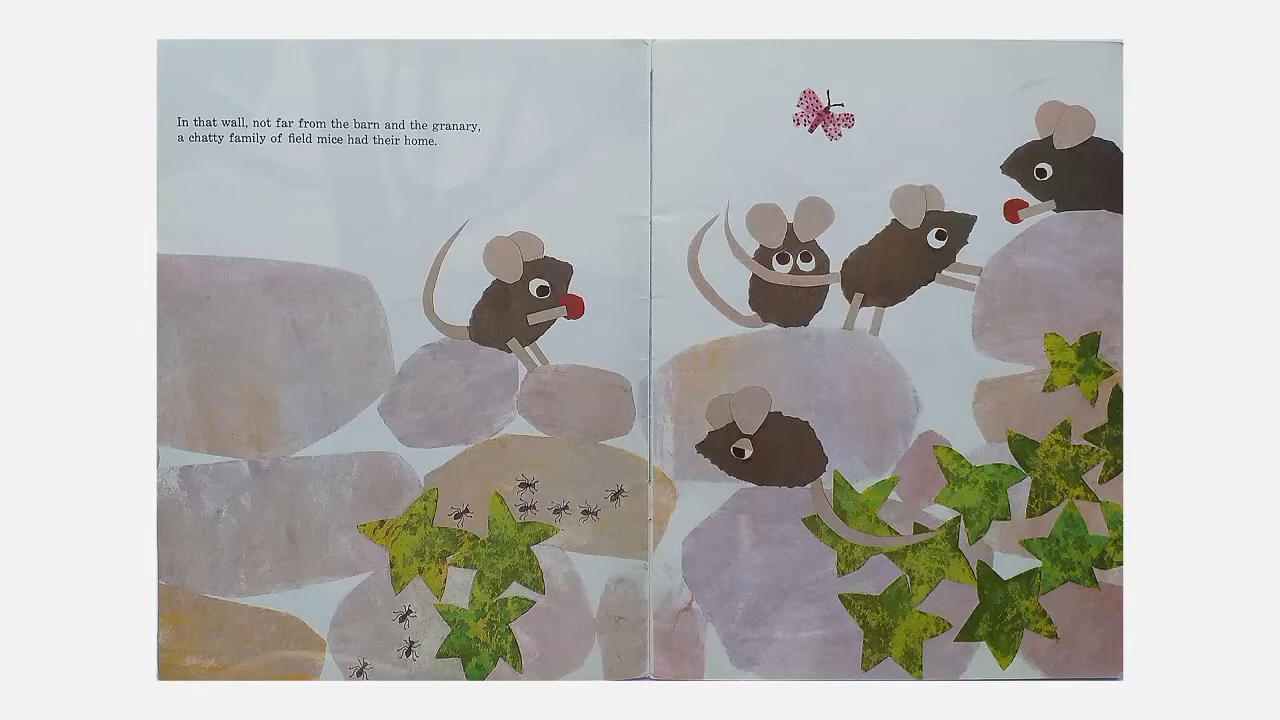 In that wall, not far from the barn and the granary,
a chatty family of field mice had their home.